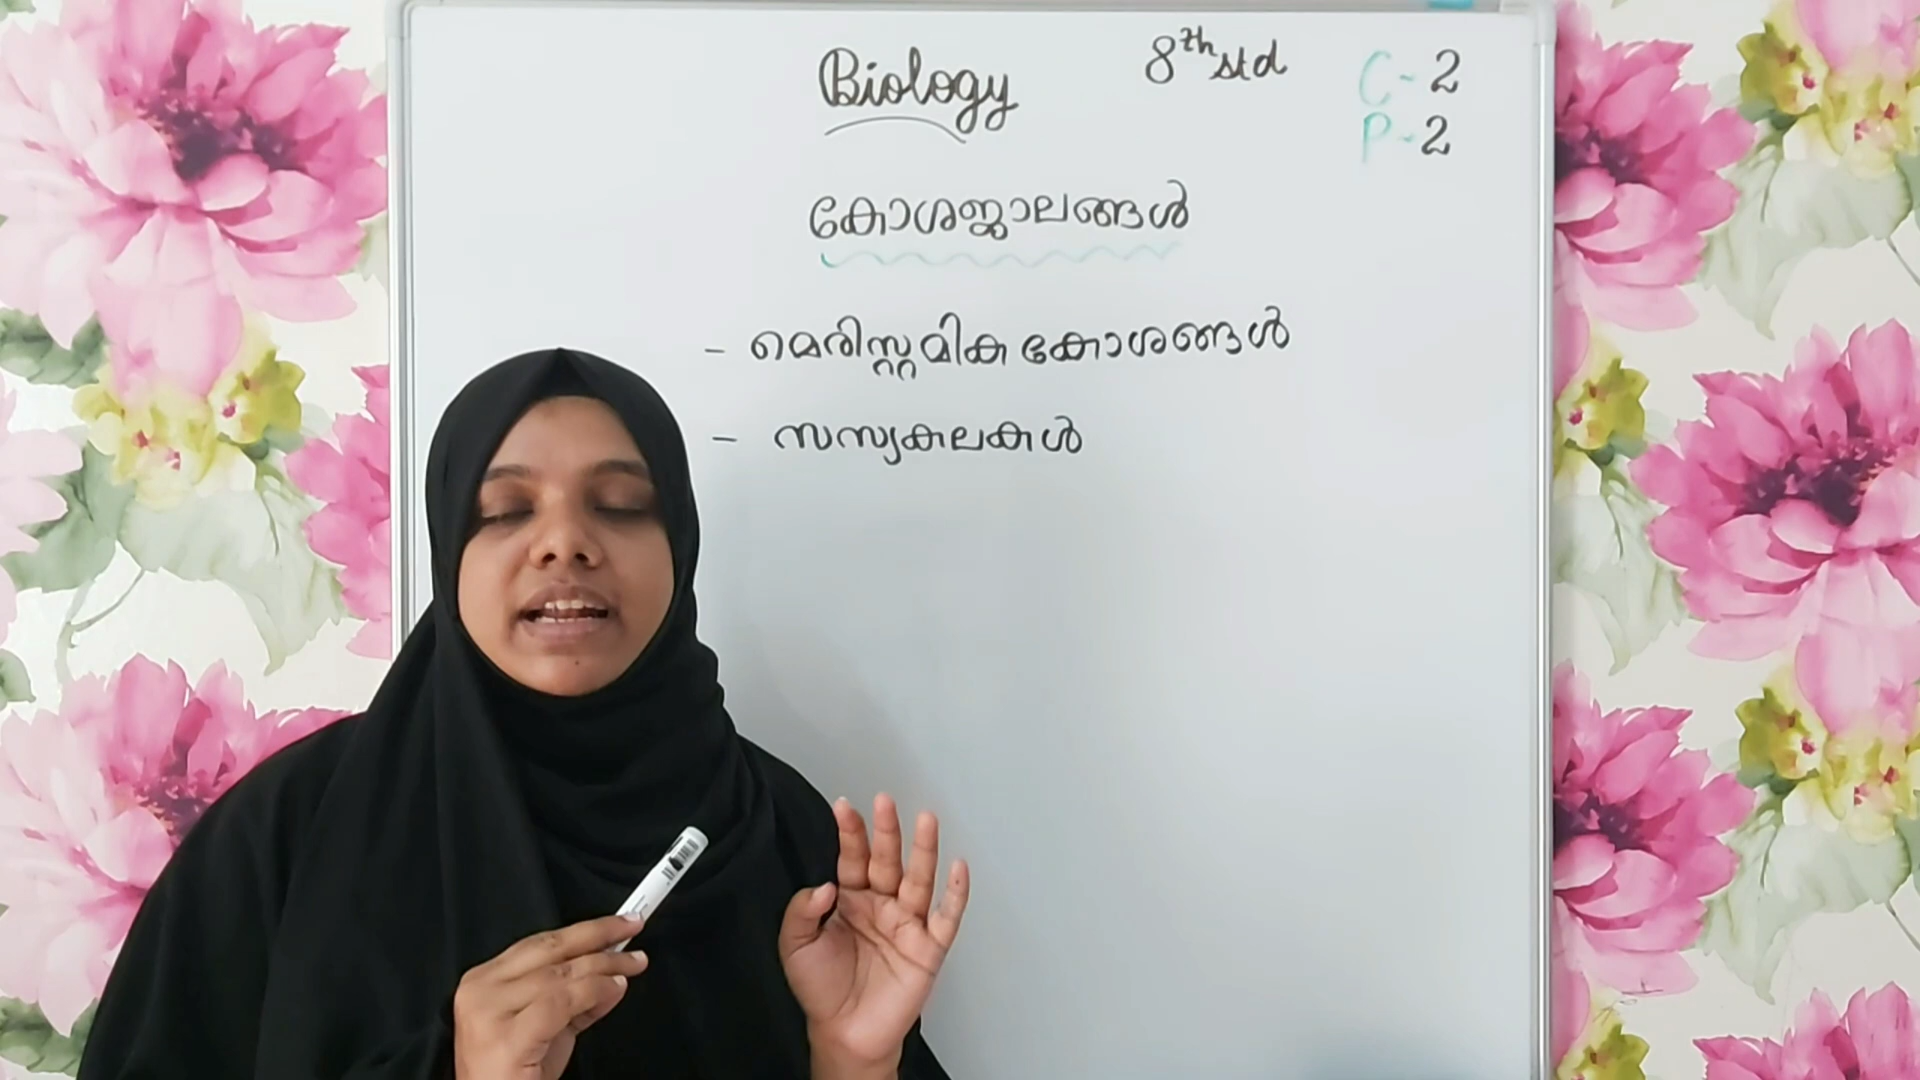 Biology 8th std C-2
P-2
കോശജ്ജാലങ്ങൾ
- മെരിസ്റ്റമിക കോശങ്ങൾ
- സസ്യകലകൾ